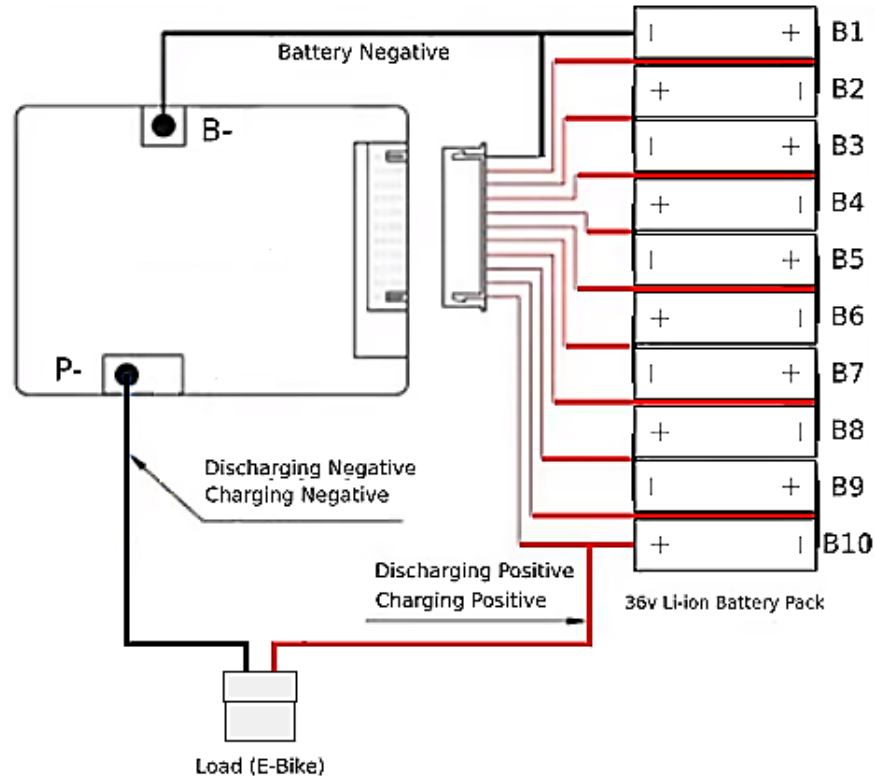 Battery Negative
B-
P-
Discharging Negative
Charging Negative
Discharging Positive
Charging Positive
Load (E-Bike)
- + B1
+ - B2
- + B3
+ - B4
- + B5
+ - B6
- + B7
+ - B8
- + B9
+ - B10
36v Li-ion Battery Pack